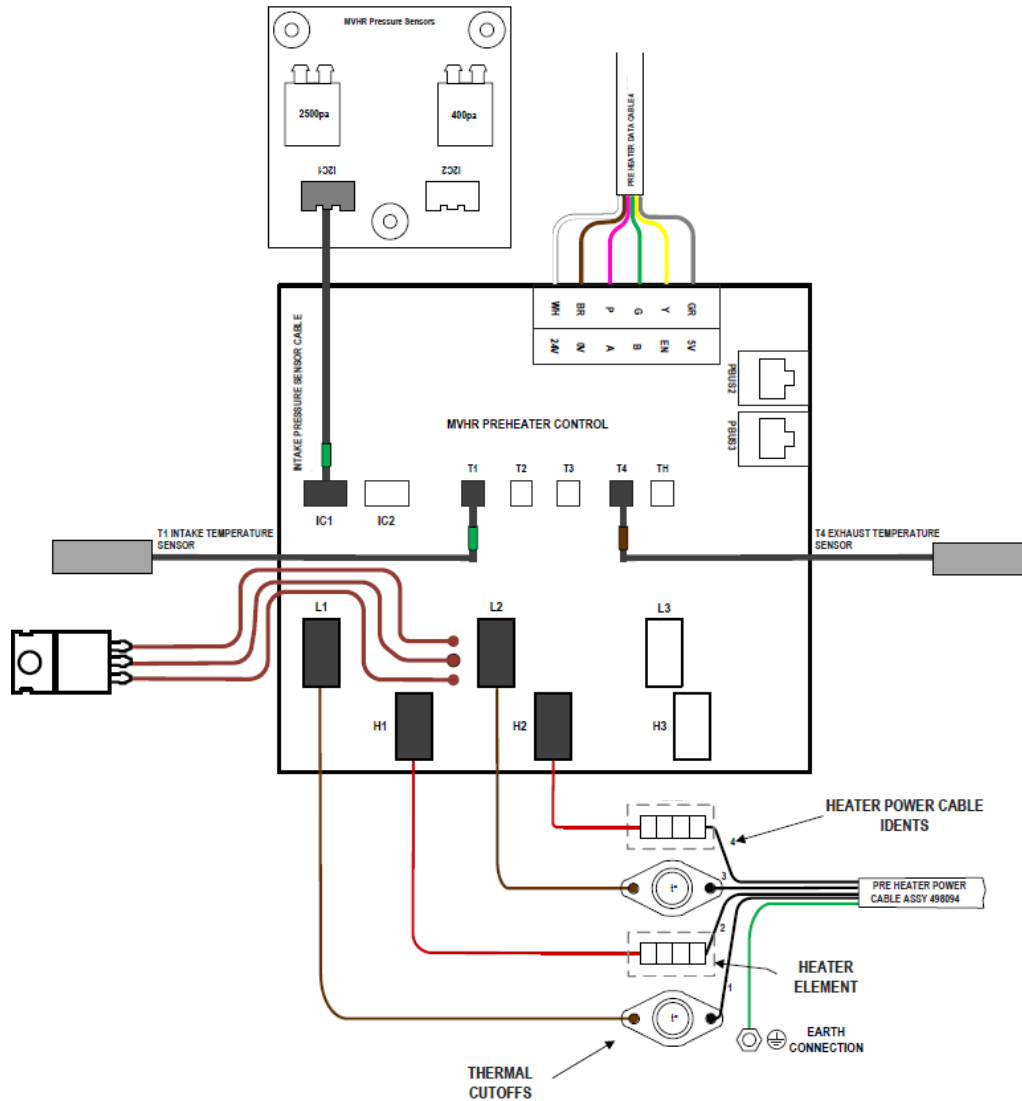 MVHR Pressure Sensors
2500pa
400pa
I2C1
I2C2
PRE HEATER DATA CABLE4
WH
BR
P
G
Y
GR
24V
0V
A
B
EN
5V
PBUS2
PBUS3
INTAKE PRESSURE SENSOR CABLE
MVHR PREHEATER CONTROL
T1
T2
T3
T4
TH
IC1
IC2
T1 INTAKE TEMPERATURE
SENSOR
T4 EXHAUST TEMPERATURE
SENSOR
L1
L2
L3
H1
H2
H3
HEATER POWER CABLE
IDENTS
4
3
PRE HEATER POWER
CABLE ASSY 498094
2
HEATER
ELEMENT
1
EARTH
CONNECTION
THERMAL
CUTOFFS